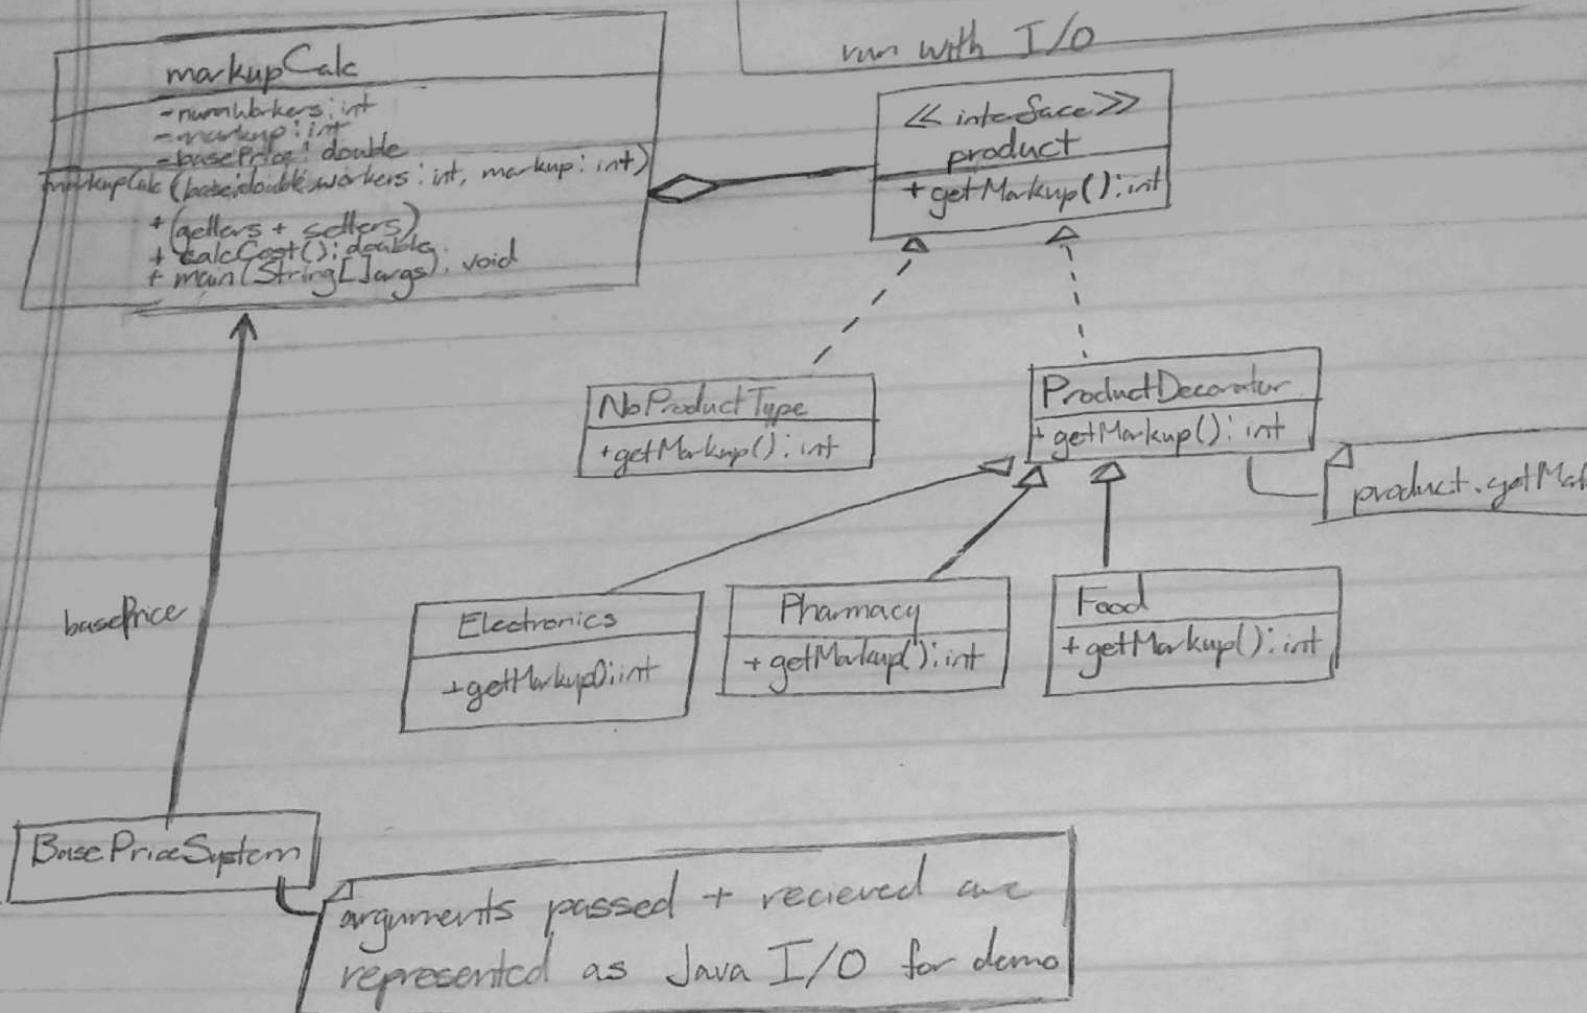 run with I/O
markupCalc
- numWorkers: int
- markup: int
- basePrice: double
markupCalc(base:double, workers: int, markup: int)
+ (getters + setters)
+ calcCost(): double
+ main(String[] args): void
<< interface >>
product
+ getMarkup(): int
NoProductType
+ getMarkup(): int
ProductDecorator
+ getMarkup(): int
product.getMa
basePrice
Electronics
+ getMarkup(): int
Pharmacy
+ getMarkup(): int
Food
+ getMarkup(): int
BasePriceSystem
arguments passed + recieved are
represented as Java I/O for demo